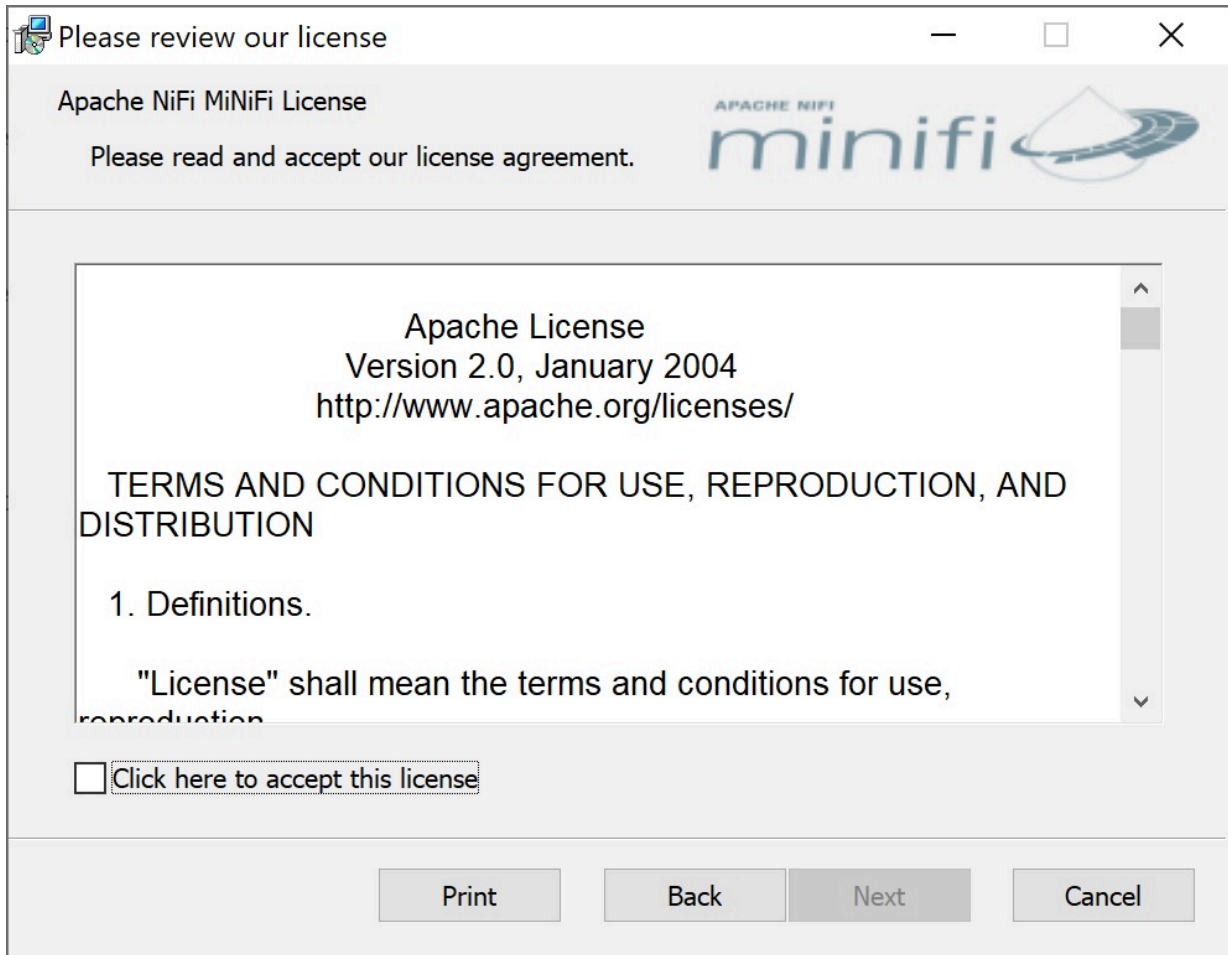 Please review our license
Apache NiFi MiNiFi License
Please read and accept our license agreement.
APACHE NIFI
minifi
Apache License
Version 2.0, January 2004
http://www.apache.org/licenses/
TERMS AND CONDITIONS FOR USE, REPRODUCTION, AND
DISTRIBUTION
1. Definitions.
"License" shall mean the terms and conditions for use,
reproduction,
Click here to accept this license
Print
Back
Next
Cancel